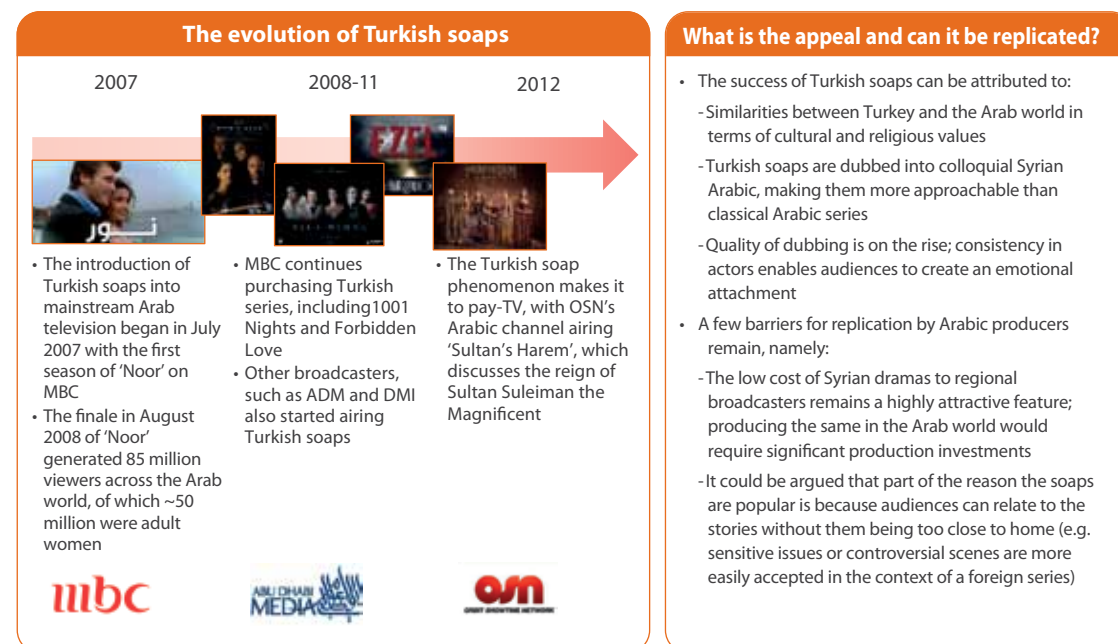 The evolution of Turkish soaps
2007
2008-11
2012
نور
EZEL
• The introduction of
Turkish soaps into
mainstream Arab
television began in July
2007 with the first
season of ‘Noor’ on
MBC
• The finale in August
2008 of ‘Noor’
generated 85 million
viewers across the Arab
world, of which ~50
million were adult
women
mbc
• MBC continues
purchasing Turkish
series, including1001
Nights and Forbidden
Love
• Other broadcasters,
such as ADM and DMI
also started airing
Turkish soaps
ABU DHABI
MEDIA
• The Turkish soap
phenomenon makes it
to pay-TV, with OSN’s
Arabic channel airing
‘Sultan’s Harem’, which
discusses the reign of
Sultan Suleiman the
Magnificent
osn
ORBIT SHOWTIME NETWORK
What is the appeal and can it be replicated?
• The success of Turkish soaps can be attributed to:
- Similarities between Turkey and the Arab world in
terms of cultural and religious values
- Turkish soaps are dubbed into colloquial Syrian
Arabic, making them more approachable than
classical Arabic series
- Quality of dubbing is on the rise; consistency in
actors enables audiences to create an emotional
attachment
• A few barriers for replication by Arabic producers
remain, namely:
- The low cost of Syrian dramas to regional
broadcasters remains a highly attractive feature;
producing the same in the Arab world would
require significant production investments
- It could be argued that part of the reason the soaps
are popular is because audiences can relate to the
stories without them being too close to home (e.g.
sensitive issues or controversial scenes are more
easily accepted in the context of a foreign series)